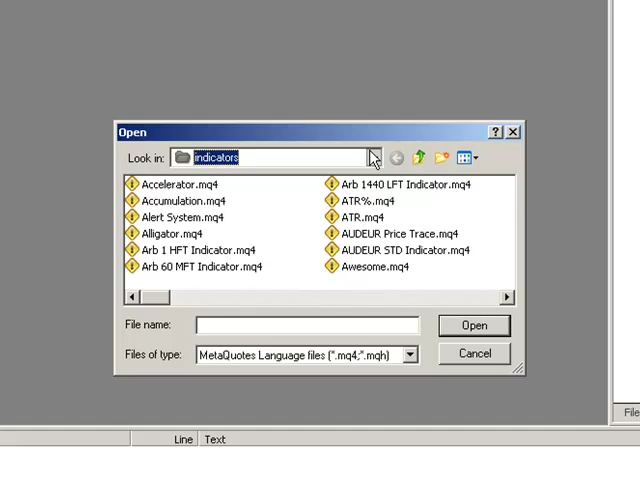 Open
Look in: indicators
Accelerator.mq4
Accumulation.mq4
Alert System.mq4
Alligator.mq4
Arb 1 HFT Indicator.mq4
Arb 60 MFT Indicator.mq4
Arb 1440 LFT Indicator.mq4
ATR%.mq4
ATR.mq4
AUDEUR Price Trace.mq4
AUDEUR STD Indicator.mq4
Awesome.mq4
File name:
Open
Files of type: MetaQuotes Language files (*.mq4;*.mqh)
Cancel
File
Line Text